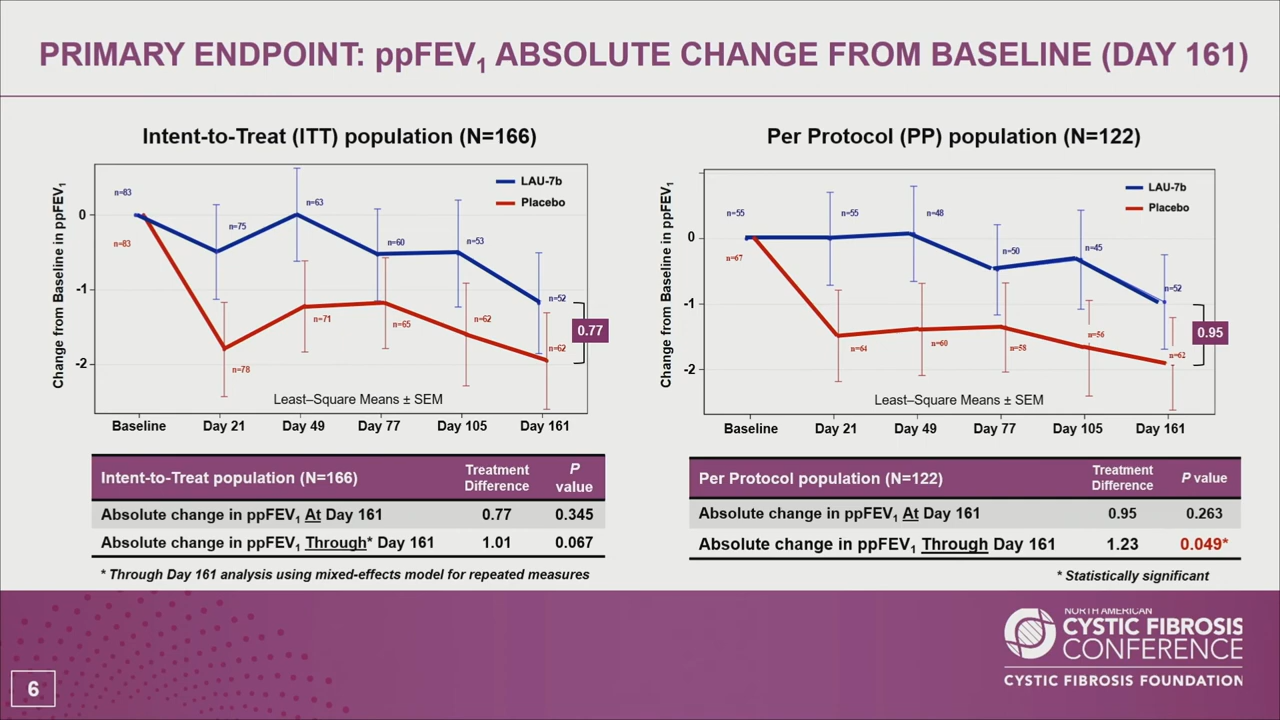 PRIMARY ENDPOINT: ppFEV1 ABSOLUTE CHANGE FROM BASELINE (DAY 161)
Intent-to-Treat (ITT) population (N=166)
Change from Baseline in ppFEV1
0
-1
-2
n=83
n=83
n=75
n=78
n=63
n=71
n=60
n=65
n=53
n=62
n=52
n=62
LAU-7b
Placebo
0.77
Least–Square Means ± SEM
Baseline
Day 21
Day 49
Day 77
Day 105
Day 161
Per Protocol (PP) population (N=122)
Change from Baseline in ppFEV1
0
-1
-2
n=55
n=67
n=55
n=64
n=48
n=60
n=50
n=58
n=45
n=56
n=52
n=62
LAU-7b
Placebo
0.95
Least–Square Means ± SEM
Baseline
Day 21
Day 49
Day 77
Day 105
Day 161
Intent-to-Treat population (N=166) Treatment Difference P value
Absolute change in ppFEV1 At Day 161 0.77 0.345
Absolute change in ppFEV1 Through* Day 161 1.01 0.067
* Through Day 161 analysis using mixed-effects model for repeated measures
Per Protocol population (N=122) Treatment Difference P value
Absolute change in ppFEV1 At Day 161 0.95 0.263
Absolute change in ppFEV1 Through Day 161 1.23 0.049*
* Statistically significant
6
NORTH AMERICAN
CYSTIC FIBROSIS
CONFERENCE
CYSTIC FIBROSIS FOUNDATION